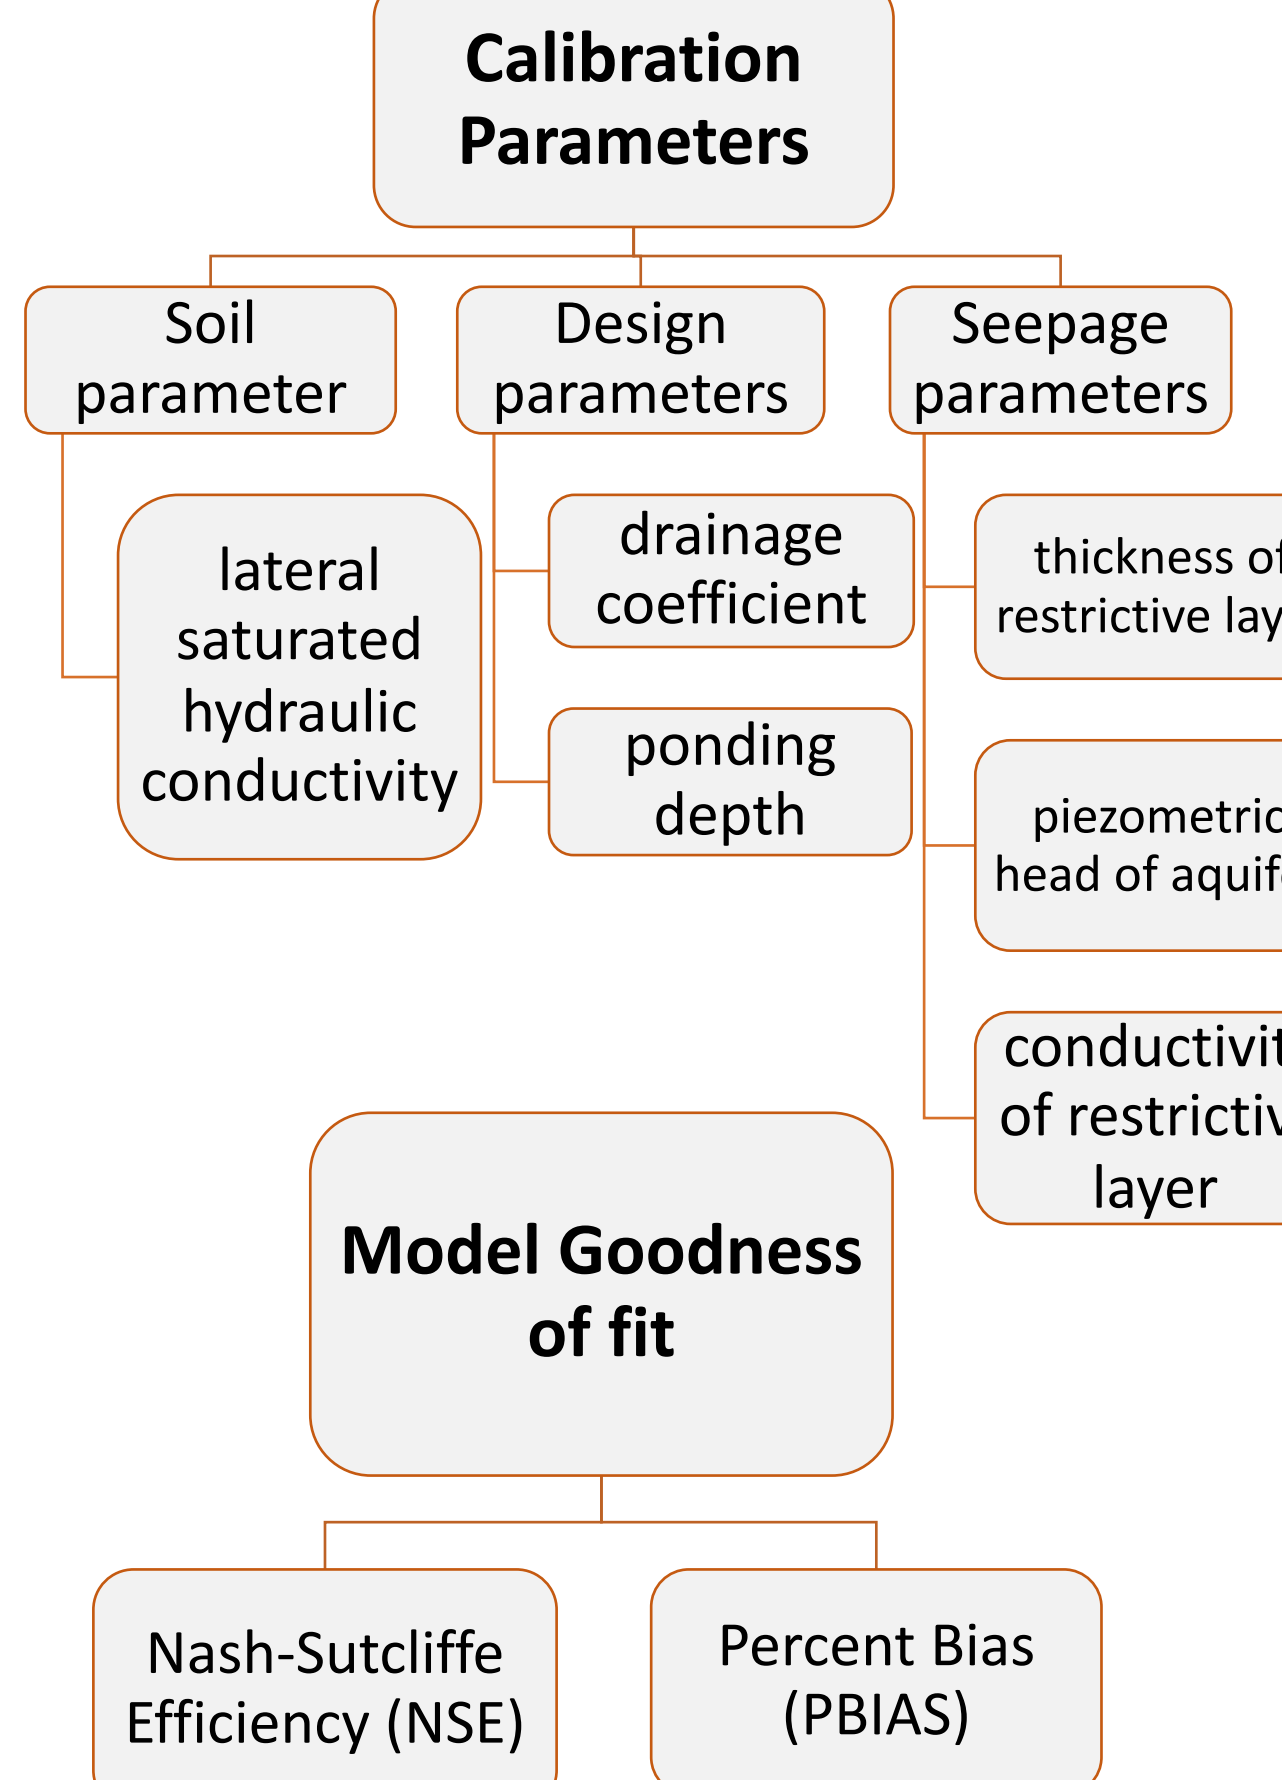 Calibration
Parameters
Soil
parameter
lateral
saturated
hydraulic
conductivity
Design
parameters
drainage
coefficient
ponding
depth
Seepage
parameters
thickness of
restrictive
piezometric
head of
of
layer
Model Goodness
of fit
Nash-Sutcliffe
Efficiency (NSE)
Percent Bias
(PBIAS)